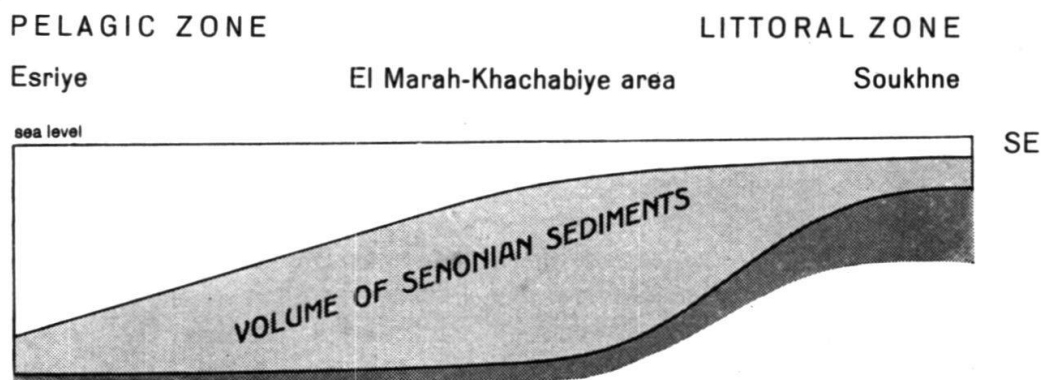 PELAGIC ZONE LITTORAL ZONE
Esriye El Marah-Khachabiye area Soukhne
sea level
SE
VOLUME OF SENONIAN SEDIMENTS